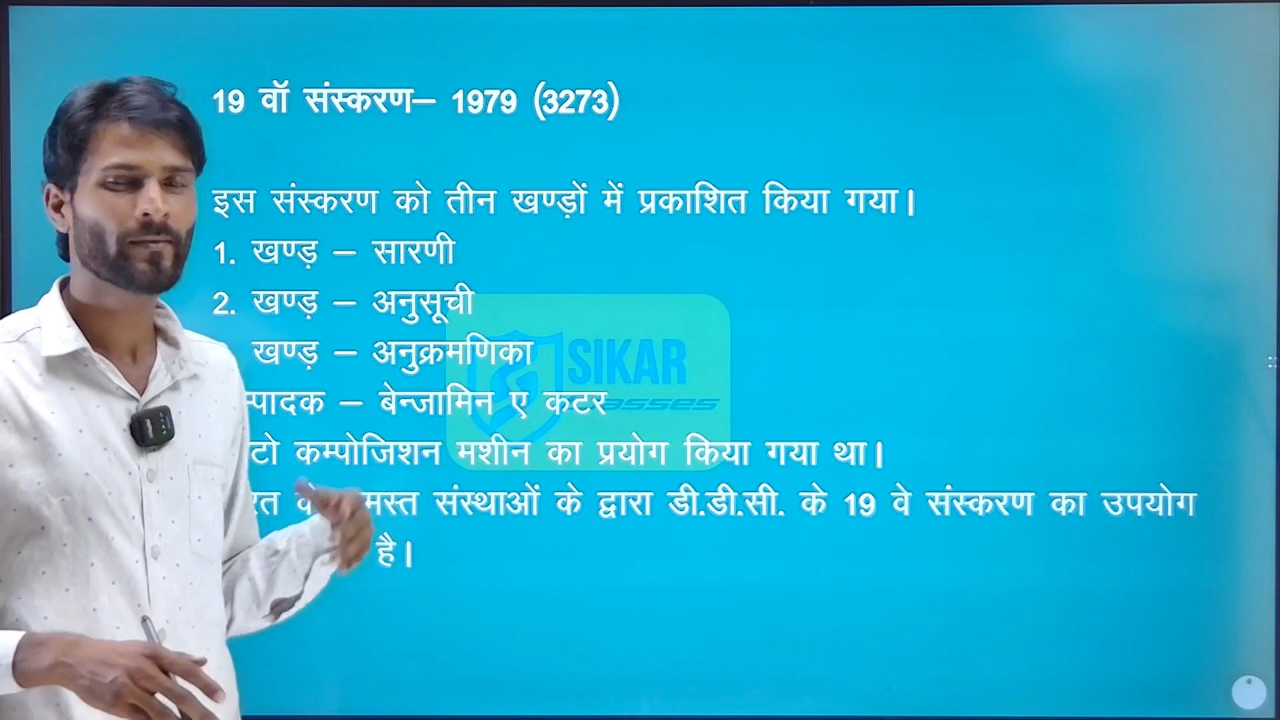 19 वॉ संस्करण– 1979 (3273)
इस संस्करण को तीन खण्ड़ों में प्रकाशित किया गया।
1. खण्ड़ – सारणी
2. खण्ड़ – अनुसूची
खण्ड़ – अनुक्रमणिका
– बेन्जामिन ए कटर
कम्पोजिशन मशीन का प्रयोग किया गया था।
संस्थाओं के द्वारा डी.डी.सी. के 19 वे संस्करण का उपयोग
है।
SIKAR
classes